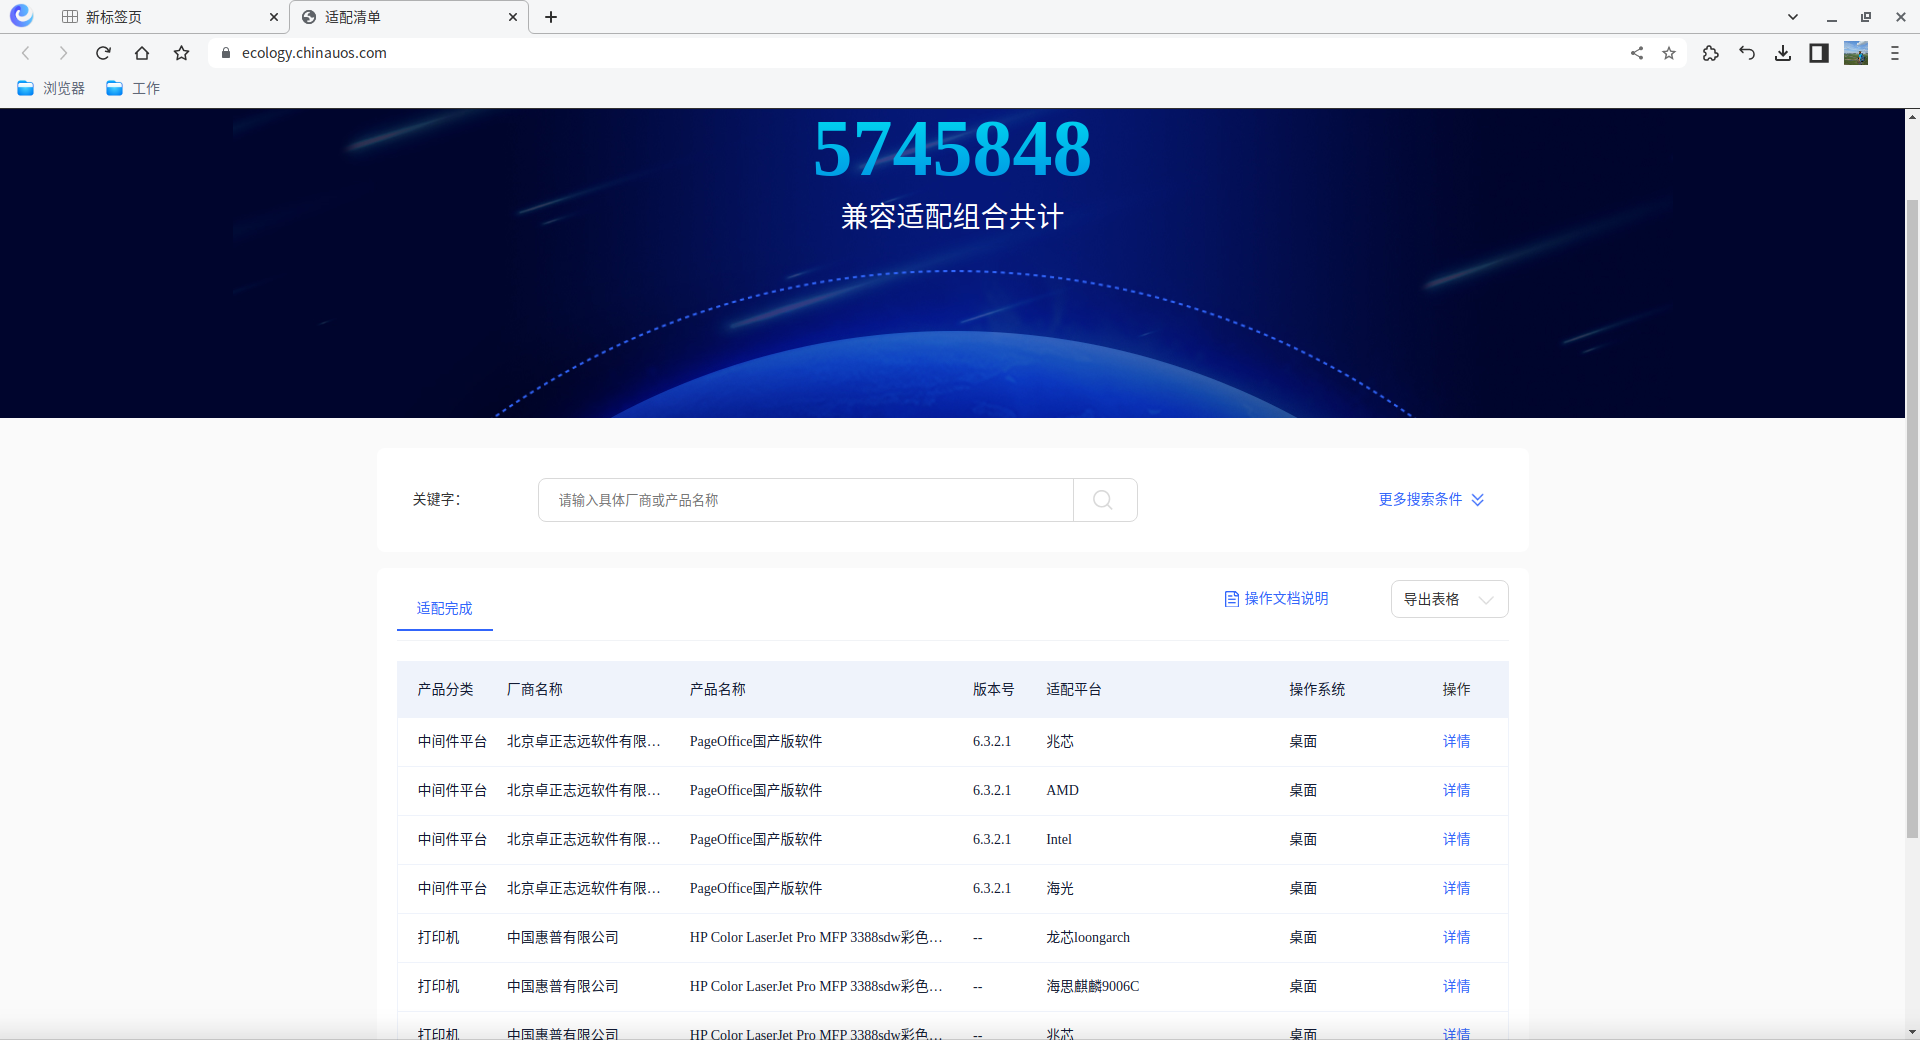 新标签页
适配清单
ecology.chinauos.com
浏览器 工作
5745848
兼容适配组合共计
关键字： 请输入具体厂商或产品名称 更多搜索条件
适配完成 操作文档说明 导出表格
产品分类 厂商名称 产品名称 版本号 适配平台 操作系统 操作
中间件平台 北京卓正志远软件有限... PageOffice国产版软件 6.3.2.1 兆芯 桌面 详情
中间件平台 北京卓正志远软件有限... PageOffice国产版软件 6.3.2.1 AMD 桌面 详情
中间件平台 北京卓正志远软件有限... PageOffice国产版软件 6.3.2.1 Intel 桌面 详情
中间件平台 北京卓正志远软件有限... PageOffice国产版软件 6.3.2.1 海光 桌面 详情
打印机 中国惠普有限公司 HP Color LaserJet Pro MFP 3388sdw彩色... -- 龙芯loongarch 桌面 详情
打印机 中国惠普有限公司 HP Color LaserJet Pro MFP 3388sdw彩色... -- 海思麒麟9006C 桌面 详情
打印机 中国惠普有限公司 HP Color LaserJet Pro MFP 3388sdw彩色... -- 兆芯 桌面 详情